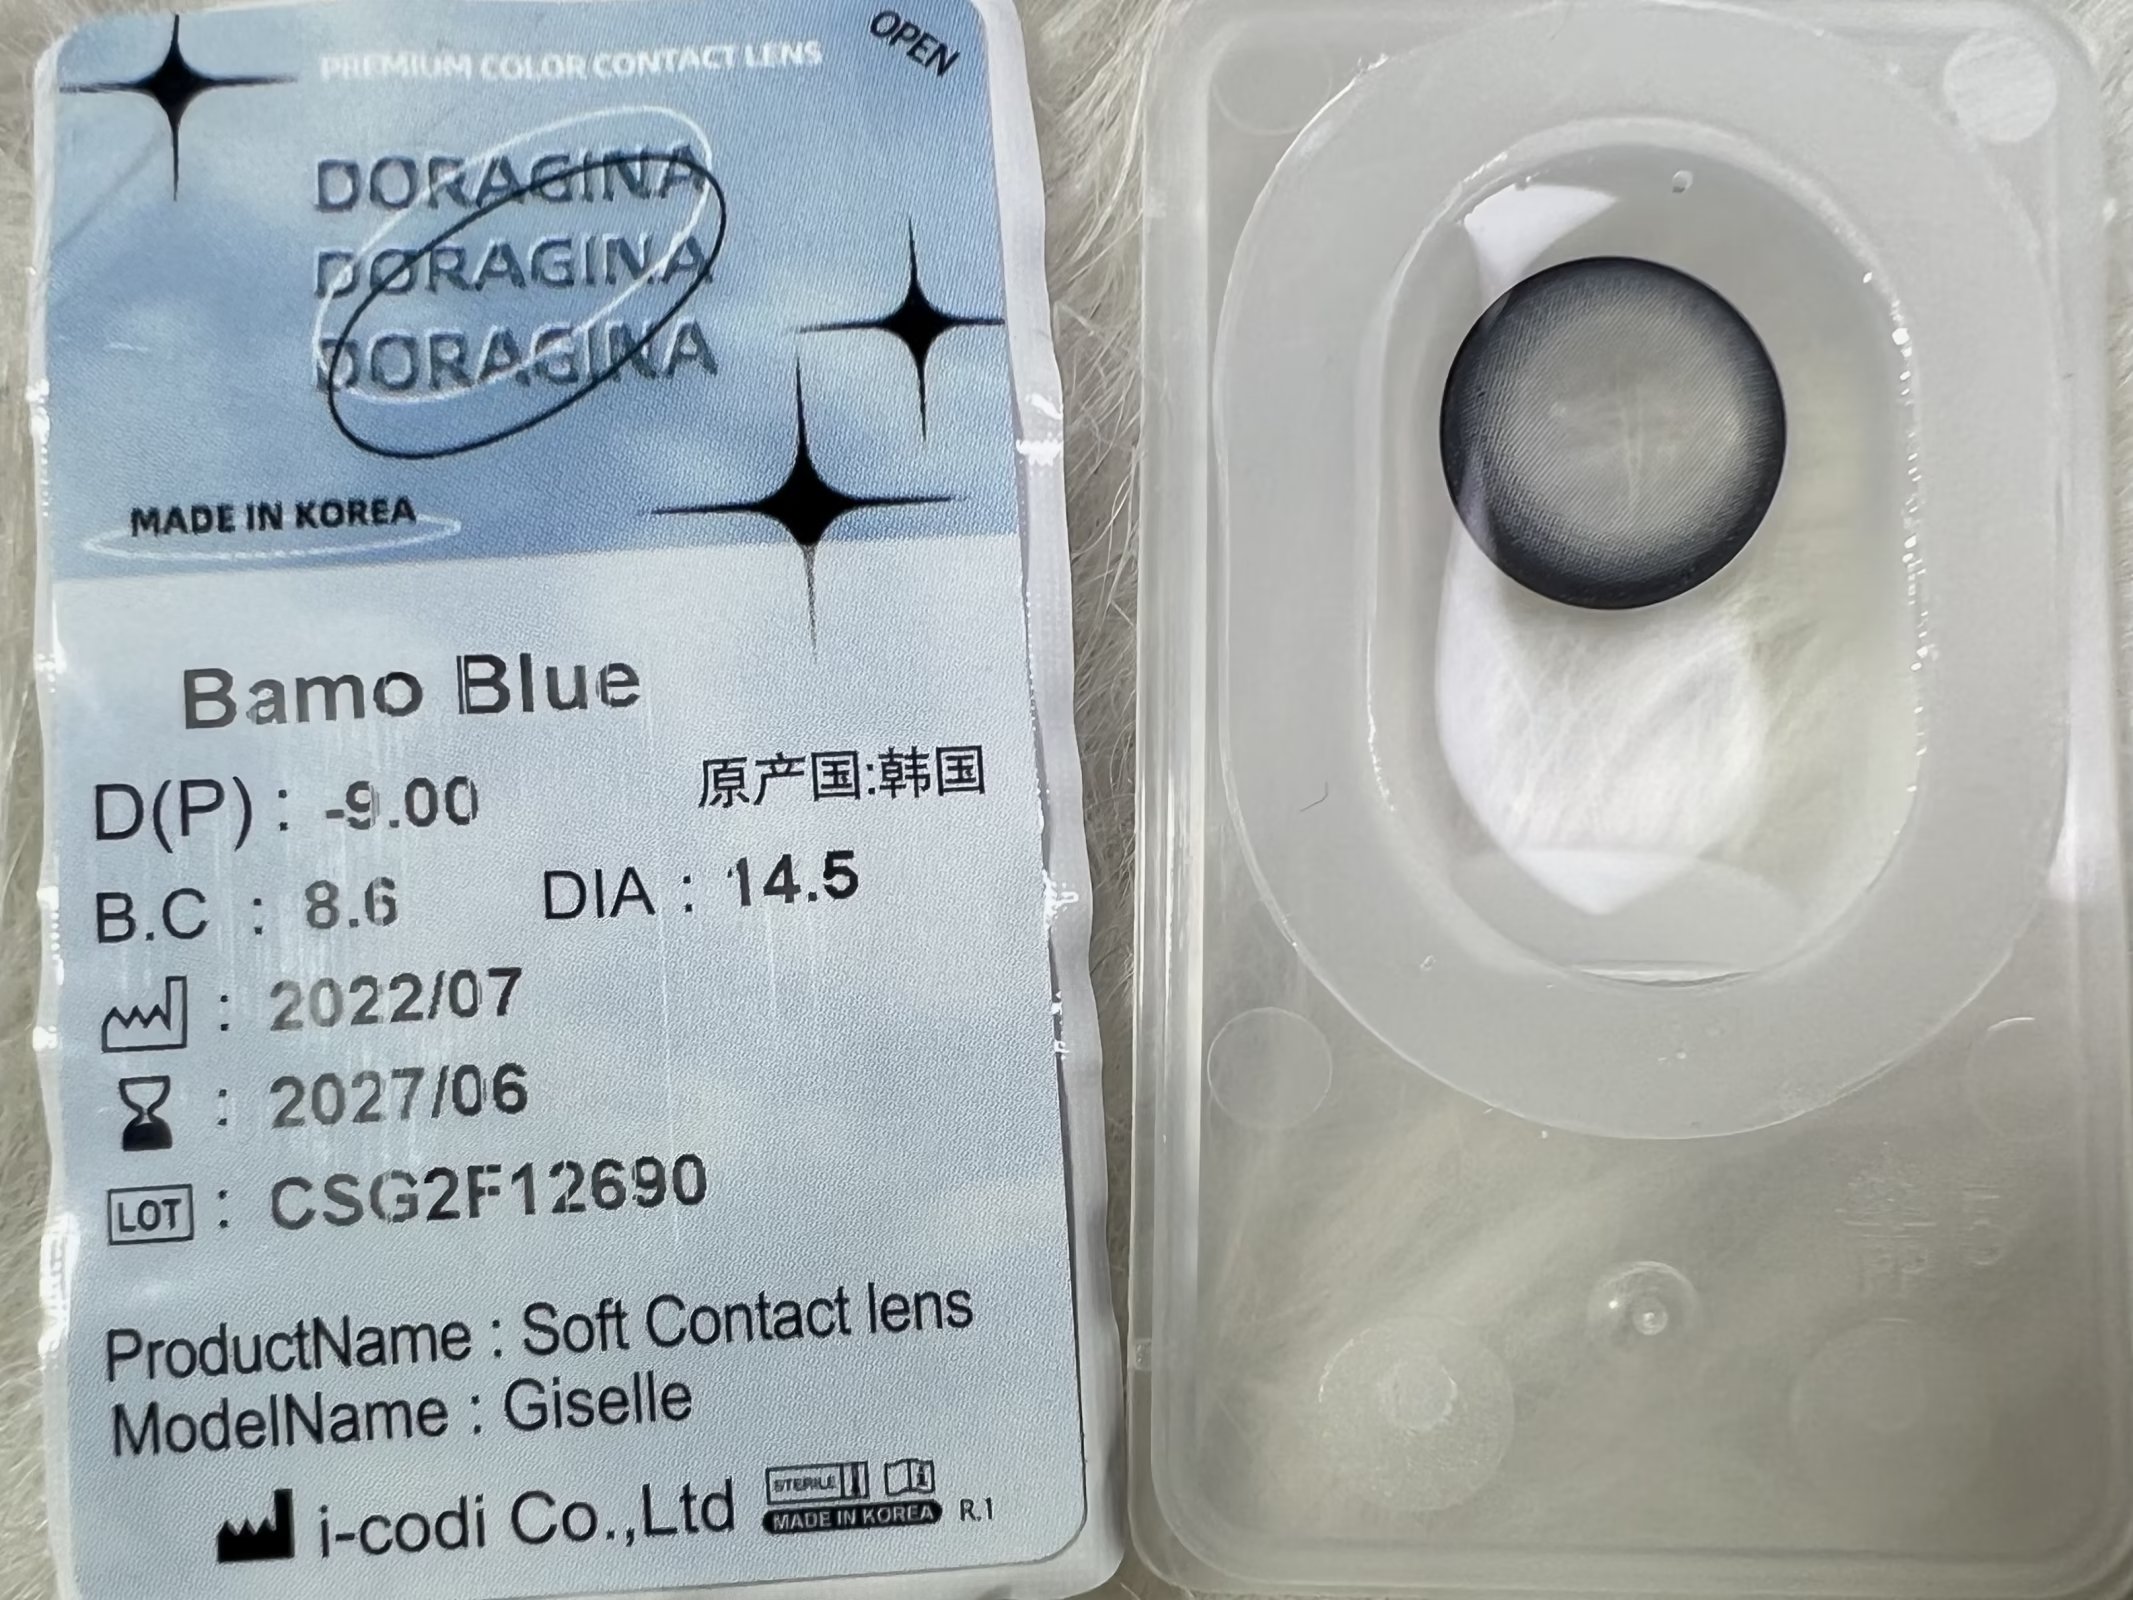 PREMIUM COLOR CONTACT LENS
OPEN
DORAGINA
DORAGINA
DORAGINA
MADE IN KOREA
Bamo Blue
D(P) : -9.00
原产国:韩国
B.C : 8.6 DIA : 14.5
: 2022/07
: 2027/06
LOT : CSG2F12690
ProductName : Soft Contact lens
ModelName : Giselle
i-codi Co.,Ltd
STERILE
MADE IN KOREA
R.1